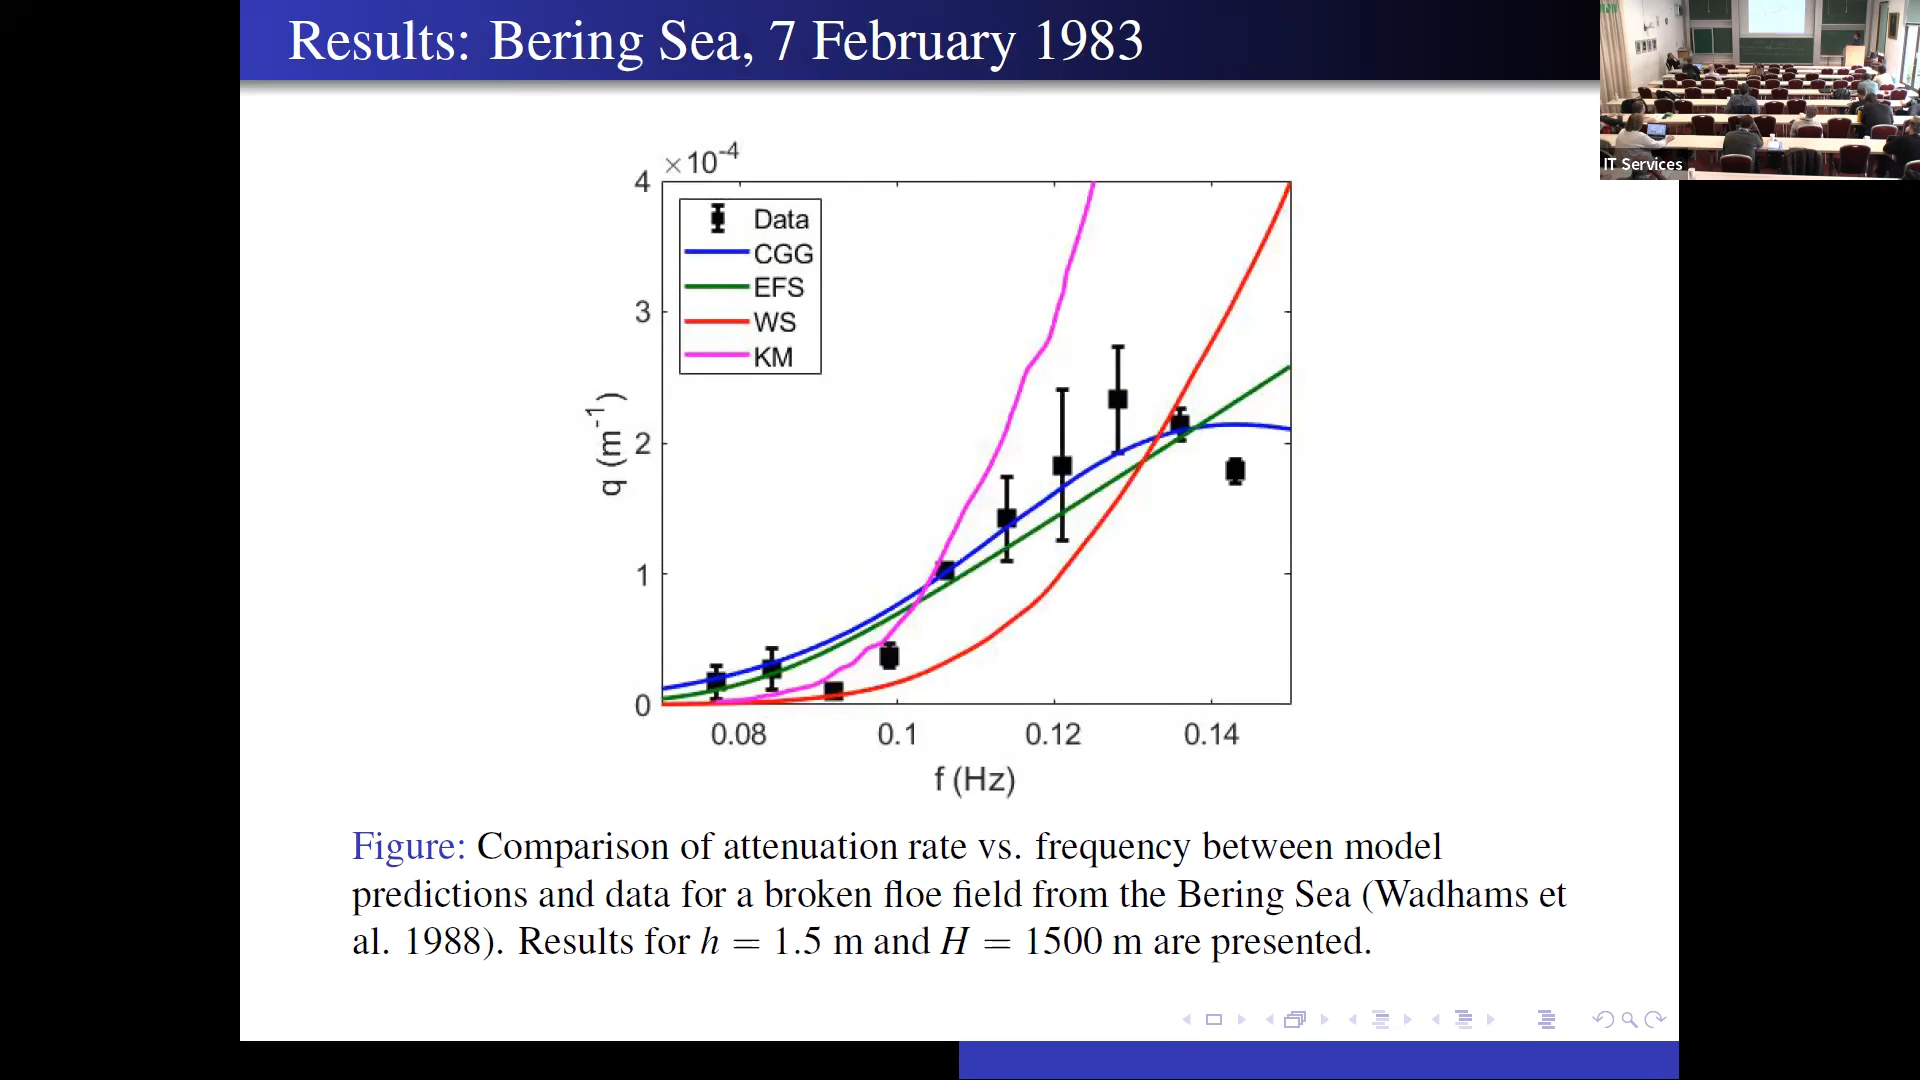 Results: Bering Sea, 7 February 1983
IT Services
×10-4
4
3
2
1
0
Data
CGG
EFS
WS
KM
q (m-1)
0.08 0.1 0.12 0.14
f (Hz)
Figure: Comparison of attenuation rate vs. frequency between model
predictions and data for a broken floe field from the Bering Sea (Wadhams et
al. 1988). Results for h = 1.5 m and H = 1500 m are presented.